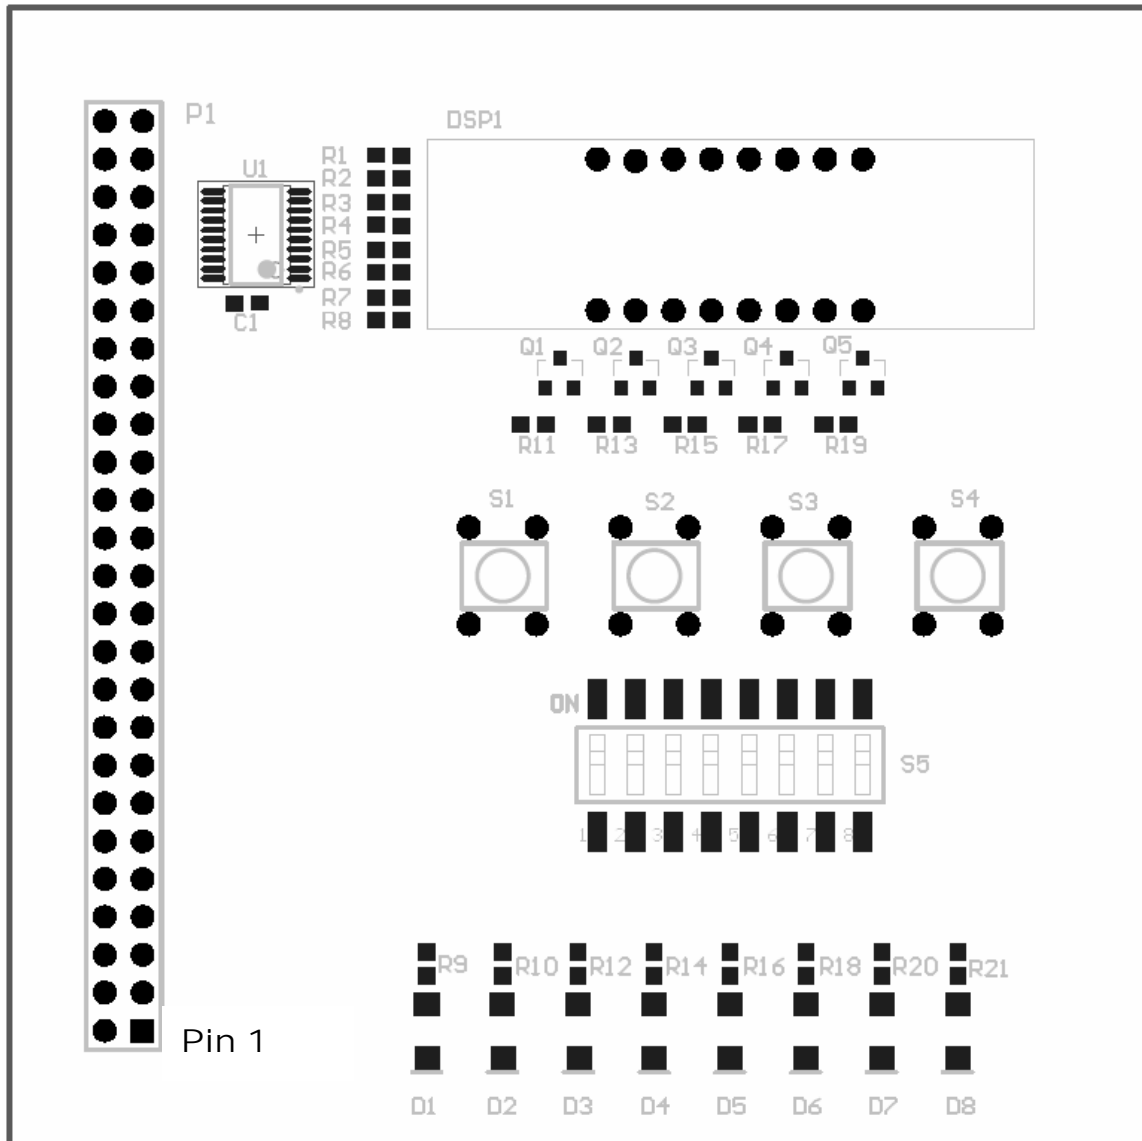 P1
DSP1
U1
R1
R2
R3
R4
R5
R6
R7
R8
C1
Q1 Q2 Q3 Q4 Q5
R11 R13 R15 R17 R19
S1 S2 S3 S4
ON
S5
1 2 3 4 5 6 7 8
R9 R10 R12 R14 R16 R18 R20 R21
Pin 1
D1 D2 D3 D4 D5 D6 D7 D8